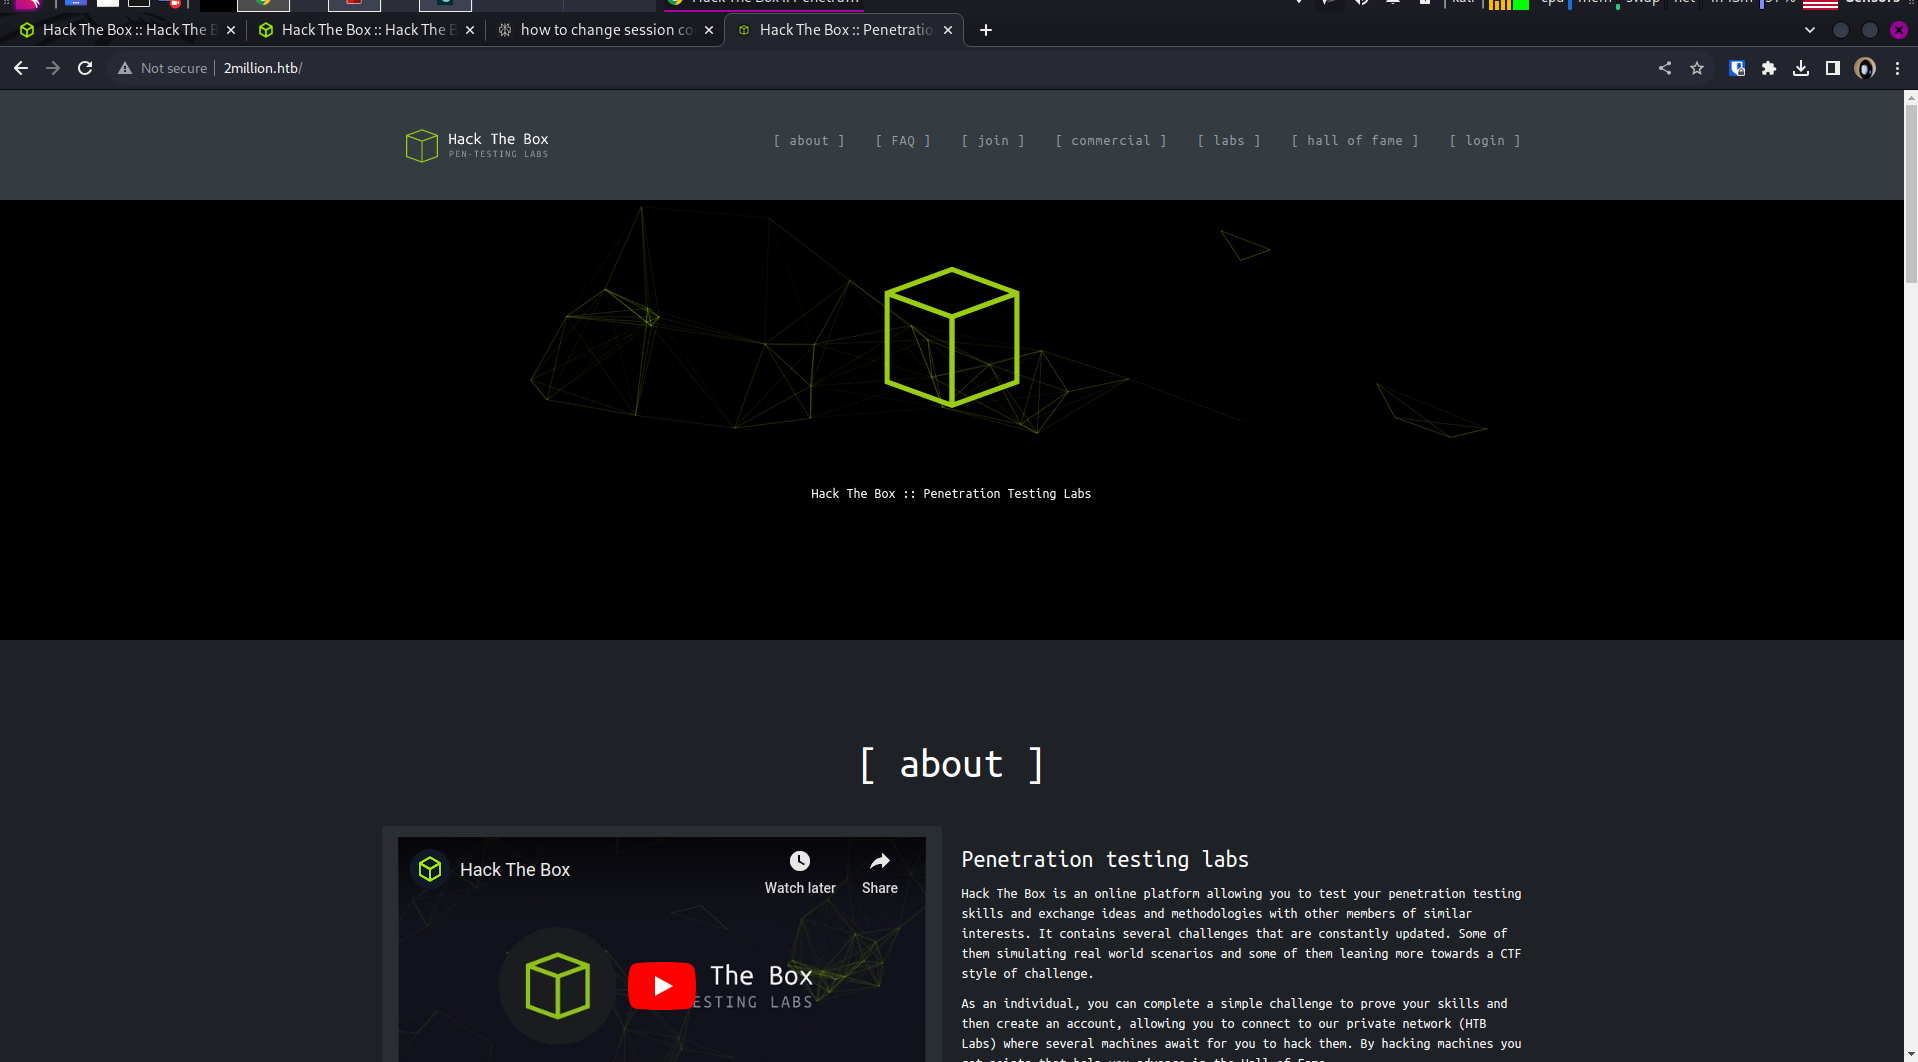 Hack The Box :: Hack The B
Hack The Box :: Hack The B
how to change session co
Hack The Box :: Penetratio
Not secure
2million.htb/
Hack The Box
PEN-TESTING LABS
[ about ]
[ FAQ ]
[ join ]
[ commercial ]
[ labs ]
[ hall of fame ]
[ login ]
Hack The Box :: Penetration Testing Labs
[ about ]
Hack The Box
Watch later
Share
The Box
ESTING LABS
Penetration testing labs
Hack The Box is an online platform allowing you to test your penetration testing
skills and exchange ideas and methodologies with other members of similar
interests. It contains several challenges that are constantly updated. Some of
them simulating real world scenarios and some of them leaning more towards a CTF
style of challenge.
As an individual, you can complete a simple challenge to prove your skills and
then create an account, allowing you to connect to our private network (HTB
Labs) where several machines await for you to hack them. By hacking machines you